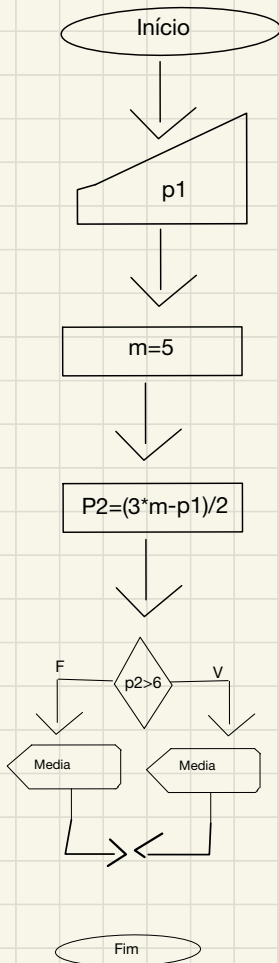 Início
p1
m=5
P2=(3*m-p1)/2
p2>6
F
V
Media
Media
Fim